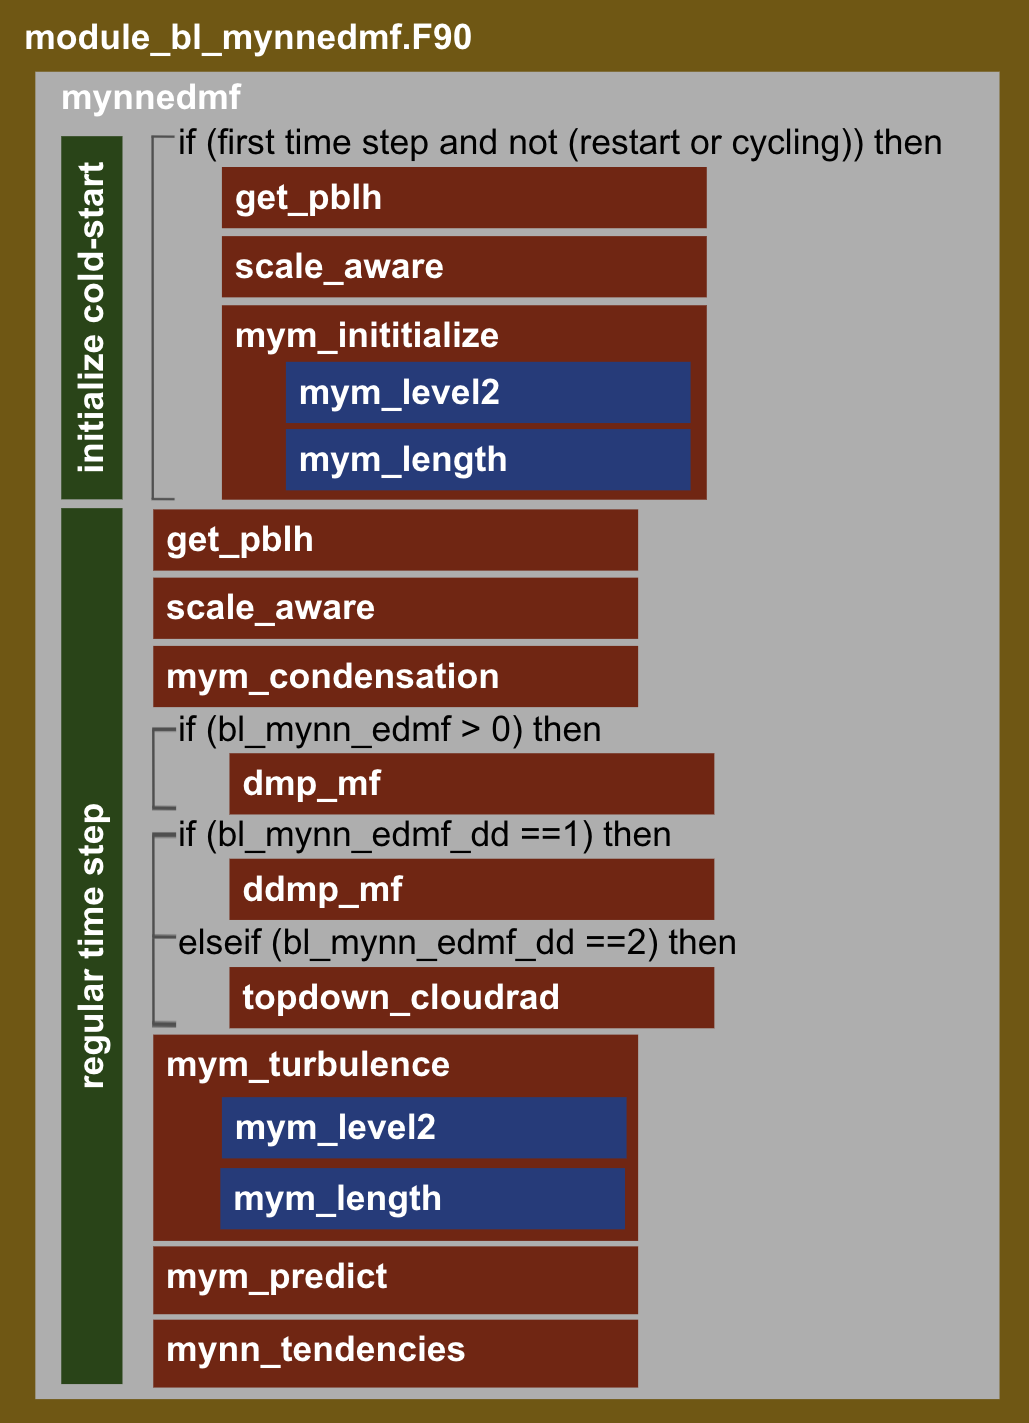 module_bl_mynnedmf.F90
mynnedmf
initialize cold-start
if (first time step and not (restart or cycling)) then
get_pblh
scale_aware
mym_inititialize
mym_level2
mym_length
regular time step
get_pblh
scale_aware
mym_condensation
if (bl_mynn_edmf > 0) then
dmp_mf
if (bl_mynn_edmf_dd ==1) then
ddmp_mf
elseif (bl_mynn_edmf_dd ==2) then
topdown_cloudrad
mym_turbulence
mym_level2
mym_length
mym_predict
mynn_tendencies